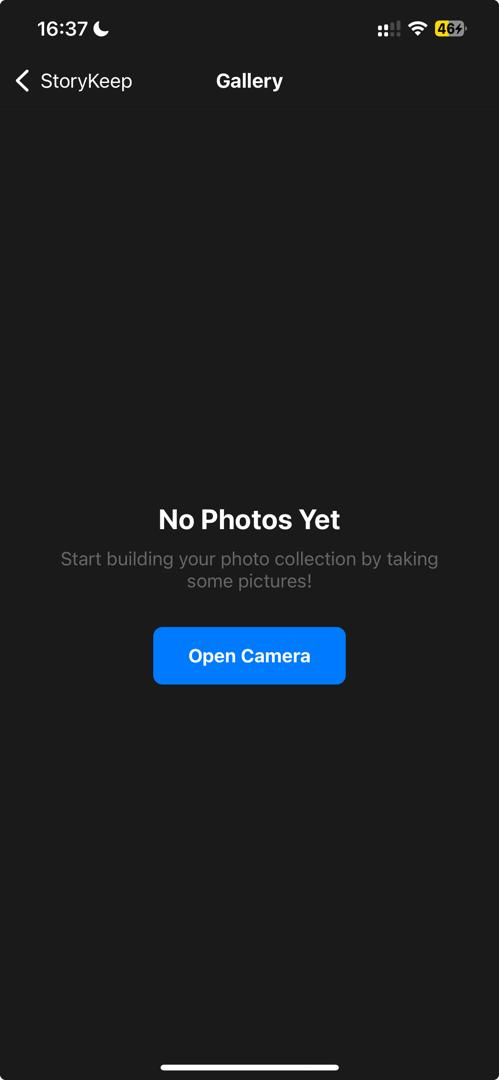 16:37
46
StoryKeep
Gallery
No Photos Yet
Start building your photo collection by taking
some pictures!
Open Camera